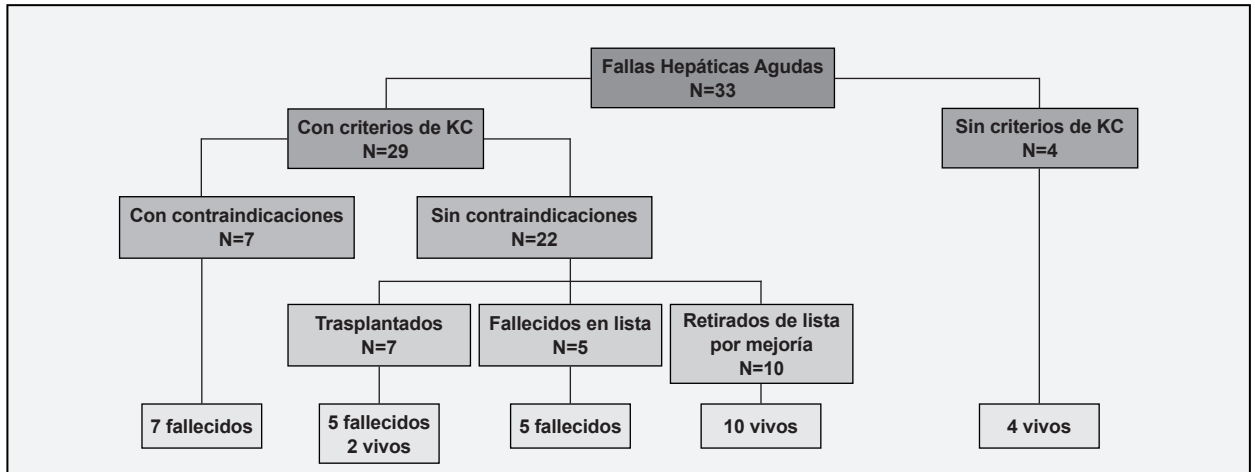 Fallas Hepáticas Agudas
N=33
Con criterios de KC
N=29
Sin criterios de KC
N=4
Con contraindicaciones
N=7
Sin contraindicaciones
N=22
Trasplantados
N=7
Fallecidos en lista
N=5
Retirados de lista
por mejoría
N=10
7 fallecidos
5 fallecidos
2 vivos
5 fallecidos
10 vivos
4 vivos